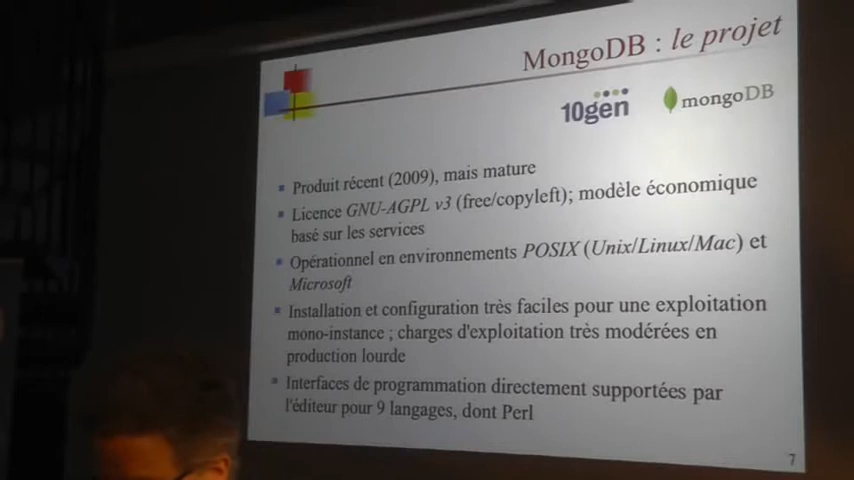 MongoDB : le projet
10gen
mongoDB
Produit récent (2009), mais mature
Licence GNU-AGPL v3 (free/copyleft); modèle économique
basé sur les services
Opérationnel en environnements POSIX (Unix/Linux/Mac) et
Microsoft
Installation et configuration très faciles pour une exploitation
mono-instance ; charges d'exploitation très modérées en
production lourde
Interfaces de programmation directement supportées par
l'éditeur pour 9 langages, dont Perl
7